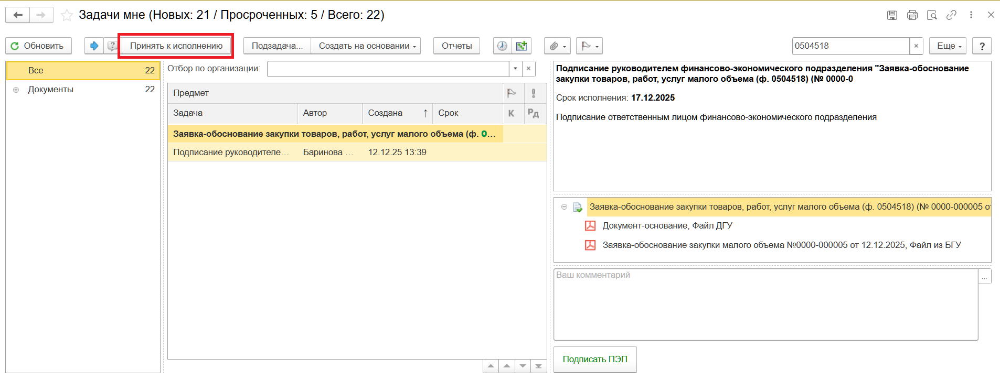 Задачи мне (Новых: 21 / Просроченных: 5 / Всего: 22)
Обновить
Принять к исполнению
Подзадача...
Создать на основании
Отчеты
0504518
×
Еще
?
Все 22
Документы 22
Отбор по организации:
Предмет
Задача Автор Создана ↑ Срок К Рд
Заявка-обоснование закупки товаров, работ, услуг малого объема (ф. 0...
Подписание руководителе... Баринова ... 12.12.25 13:39
Подписание руководителем финансово-экономического подразделения "Заявка-обоснование
закупки товаров, работ, услуг малого объема (ф. 0504518) (№ 0000-0
Срок исполнения: 17.12.2025
Подписание ответственным лицом финансово-экономического подразделения
Заявка-обоснование закупки товаров, работ, услуг малого объема (ф. 0504518) (№ 0000-000005 от
Документ-основание, Файл ДГУ
Заявка-обоснование закупки малого объема №0000-000005 от 12.12.2025, Файл из БГУ
Ваш комментарий
...
Подписать ПЭП